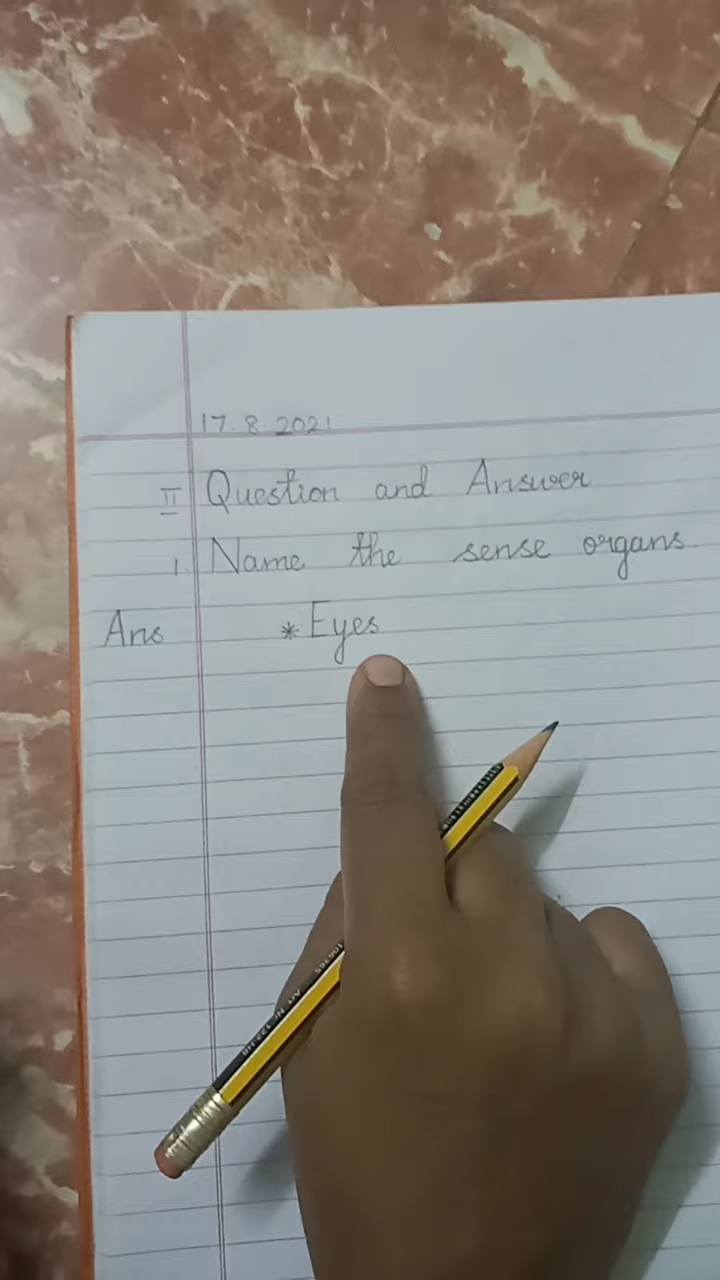 17.8.2021
II Question and Answer
1. Name the sense organs
Ans * Eyes